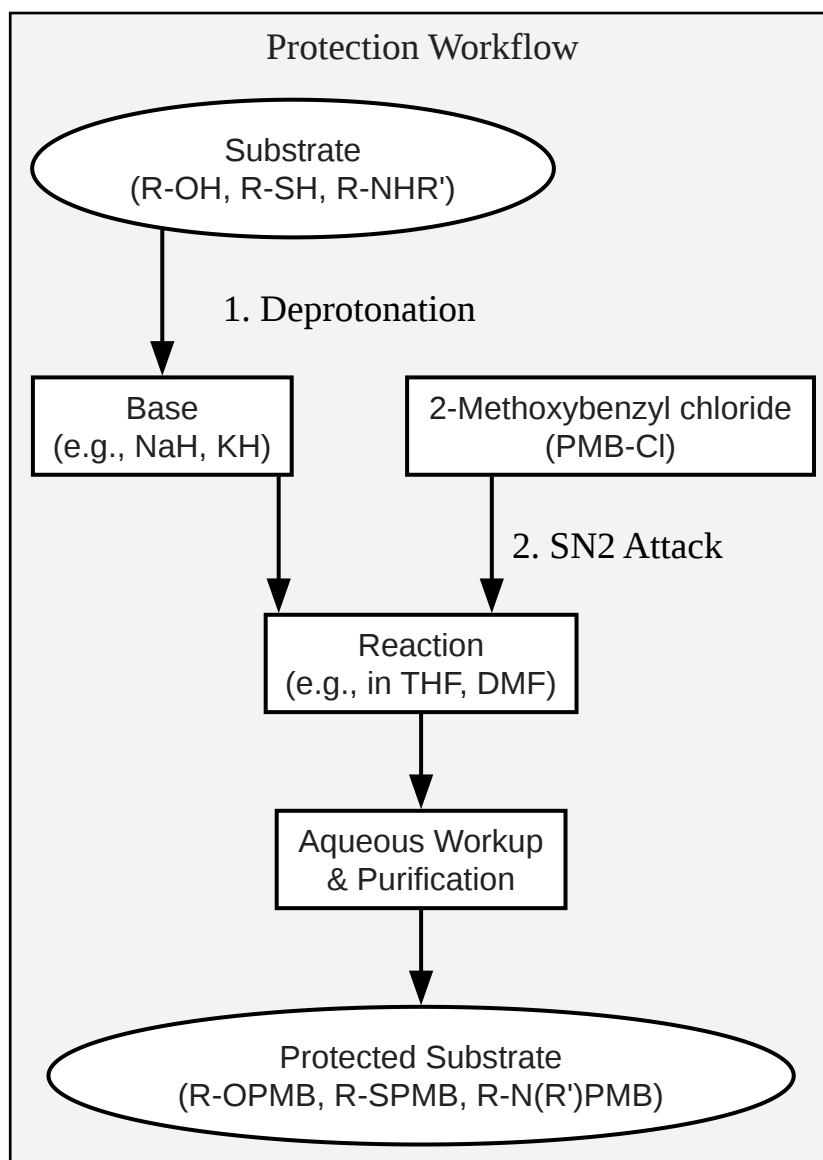 Protection Workflow
Substrate
(R-OH, R-SH, R-NHR')
1. Deprotonation
Base
(e.g., NaH, KH)
2-Methoxybenzyl chloride
(PMB-Cl)
2. SN2 Attack
Reaction
(e.g., in THF, DMF)
Aqueous Workup
& Purification
Protected Substrate
(R-OPMB, R-SPMB, R-N(R')PMB)